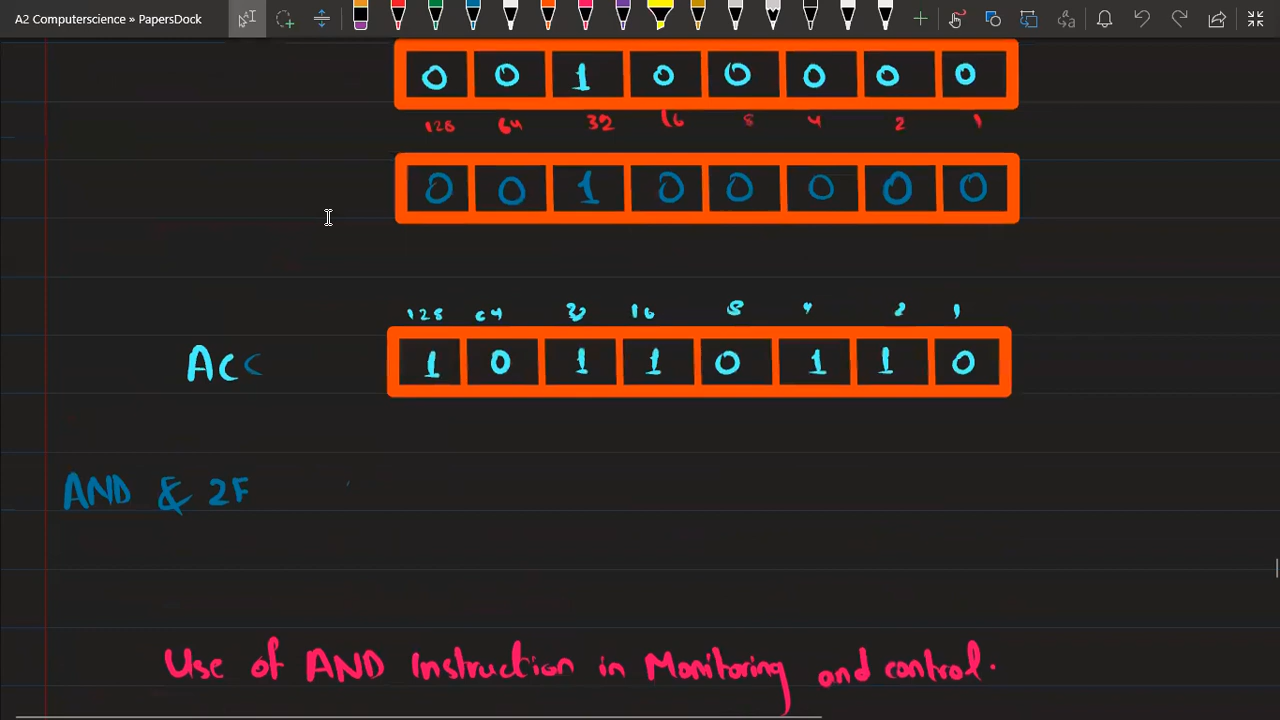 A2 Computerscience » PapersDock
0 0 1 0 0 0 0 0
128 64 32 16 8 4 2 1
0 0 1 0 0 0 0 0
128 64 32 16 8 4 2 1
ACC 1 0 1 1 0 1 1 0
AND & 2F
Use of AND Instruction in Monitoring and control.